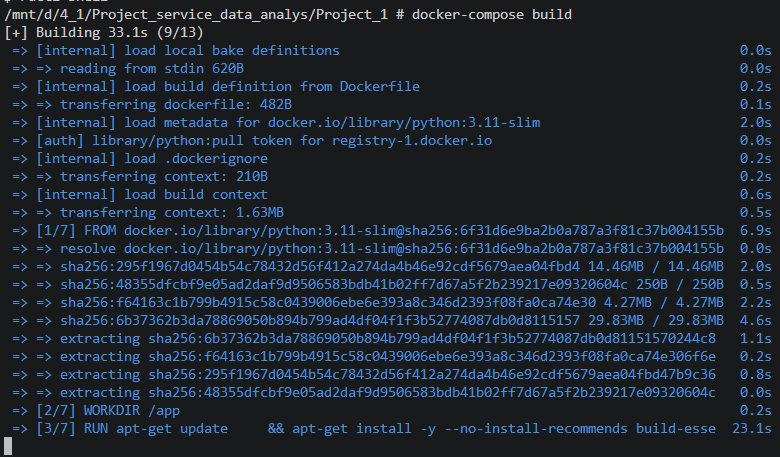 /mnt/d/4_1/Project_service_data_analys/Project_1 # docker-compose build
[+] Building 33.1s (9/13)
=> [internal] load local bake definitions 0.0s
=> => reading from stdin 620B 0.0s
=> [internal] load build definition from Dockerfile 0.2s
=> => transferring dockerfile: 482B 0.1s
=> [internal] load metadata for docker.io/library/python:3.11-slim 2.0s
=> [auth] library/python:pull token for registry-1.docker.io 0.0s
=> [internal] load .dockerignore 0.2s
=> => transferring context: 210B 0.2s
=> [internal] load build context 0.6s
=> => transferring context: 1.63MB 0.5s
=> [1/7] FROM docker.io/library/python:3.11-slim@sha256:6f31d6e9ba2b0a787a3f81c37b004155b 6.9s
=> => resolve docker.io/library/python:3.11-slim@sha256:6f31d6e9ba2b0a787a3f81c37b004155b 0.0s
=> => sha256:295f1967d0454b54c78432d56f412a274da4b46e92cdf5679aea04fbd4 14.46MB / 14.46MB 2.0s
=> => sha256:48355dfcbf9e05ad2daf9d9506583bdb41b02ff7d67a5f2b239217e09320604c 250B / 250B 0.5s
=> => sha256:f64163c1b799b4915c58c0439006ebe6e393a8c346d2393f08fa0ca74e30 4.27MB / 4.27MB 2.2s
=> => sha256:6b37362b3da78869050b894b799ad4df04f1f3b52774087db0d8115157 29.83MB / 29.83MB 4.6s
=> => extracting sha256:6b37362b3da78869050b894b799ad4df04f1f3b52774087db0d81151570244c8 1.1s
=> => extracting sha256:f64163c1b799b4915c58c0439006ebe6e393a8c346d2393f08fa0ca74e306f6e 0.2s
=> => extracting sha256:295f1967d0454b54c78432d56f412a274da4b46e92cdf5679aea04fbd47b9c36 0.8s
=> => extracting sha256:48355dfcbf9e05ad2daf9d9506583bdb41b02ff7d67a5f2b239217e09320604c 0.0s
=> [2/7] WORKDIR /app 0.2s
=> [3/7] RUN apt-get update && apt-get install -y --no-install-recommends build-esse 23.1s